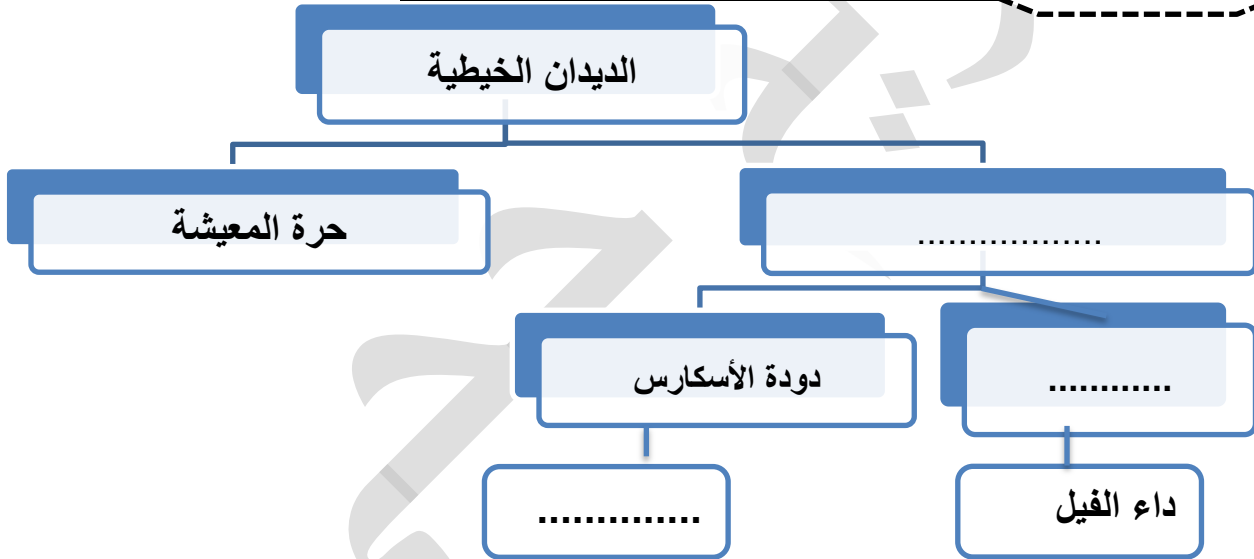 الديدان الخيطية
..................
حرة المعيشة
............
دودة الأسكارس
داء الفيل
..............